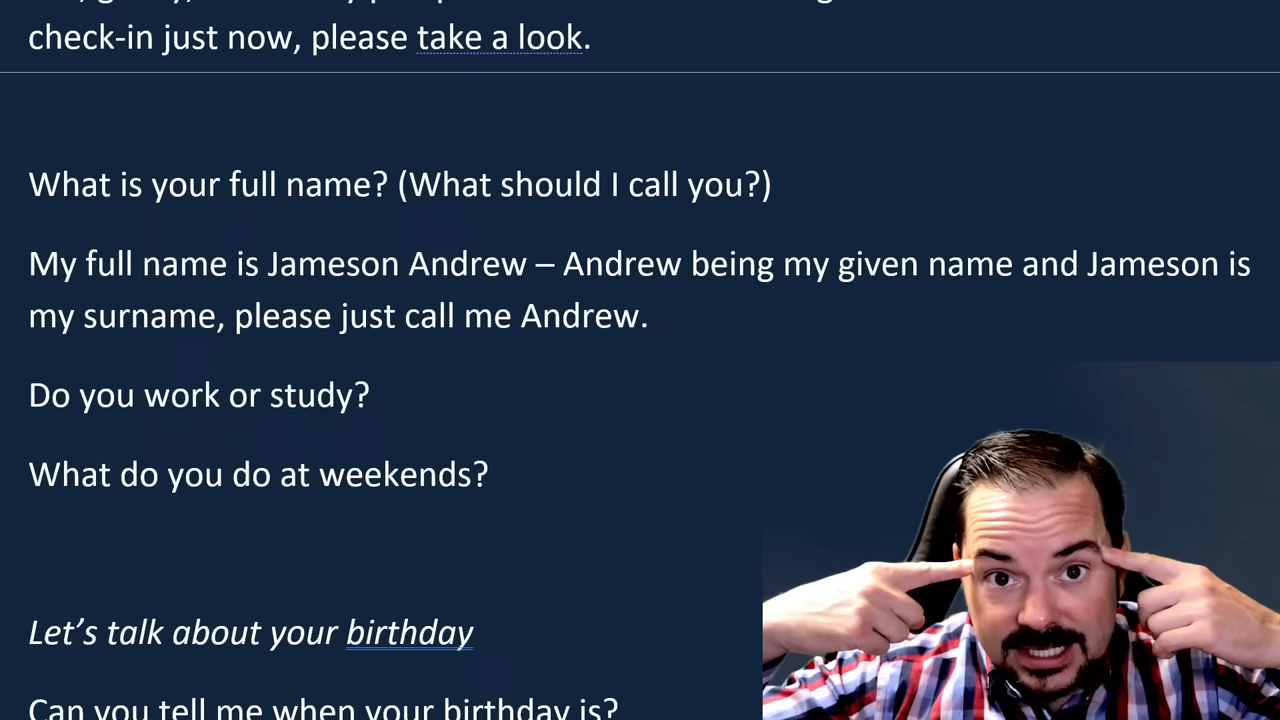 check-in just now, please take a look.
What is your full name? (What should I call you?)
My full name is Jameson Andrew – Andrew being my given name and Jameson is
my surname, please just call me Andrew.
Do you work or study?
What do you do at weekends?
Let’s talk about your birthday
Can you tell me when your birthday is?